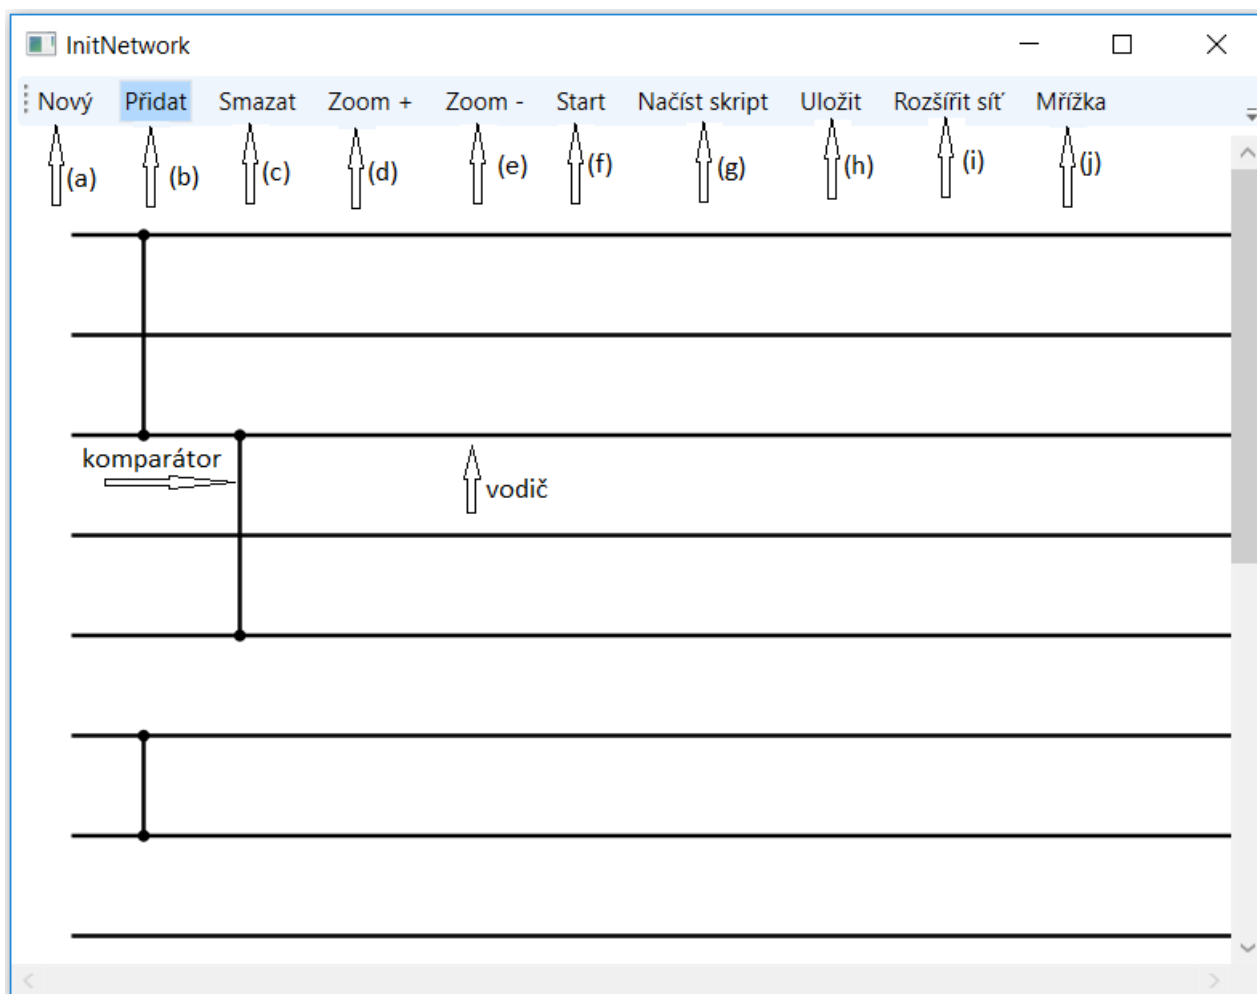 InitNetwork
Nový Přidat Smazat Zoom + Zoom - Start Načíst skript Uložit Rozšířit síť Mřížka
(a) (b) (c) (d) (e) (f) (g) (h) (i) (j)
komparátor
vodič